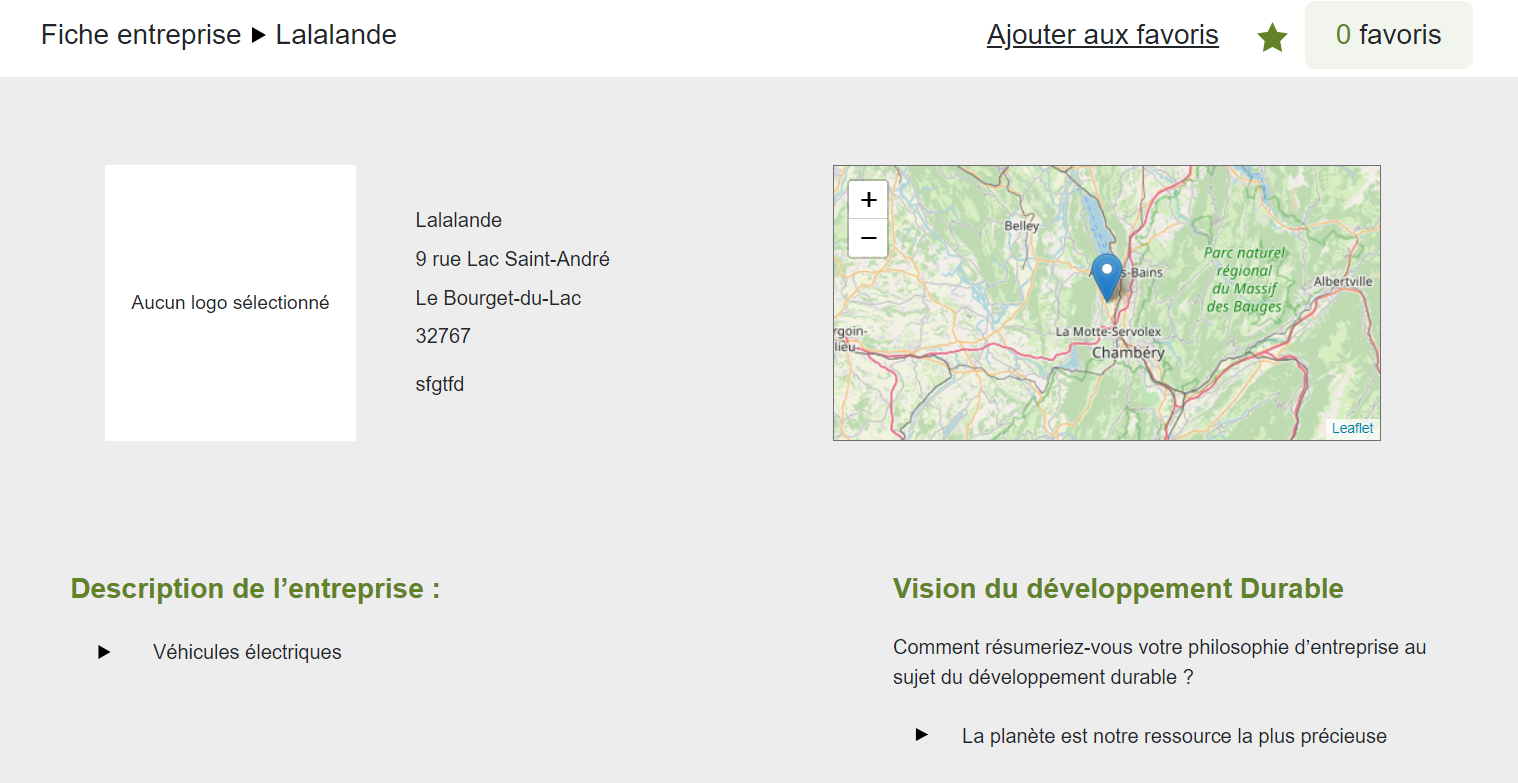 Fiche entreprise ▶ Lalalande
Ajouter aux favoris
0 favoris
Aucun logo sélectionné
Lalalande
9 rue Lac Saint-André
Le Bourget-du-Lac
32767
sfgtfd
+
−
Belley
s-Bains
Parc naturel
régional
du Massif
des Bauges
Albertville
La Motte-Servolex
Chambéry
rgoin-
lieu
Leaflet
Description de l’entreprise :
Véhicules électriques
Vision du développement Durable
Comment résumeriez-vous votre philosophie d’entreprise au
sujet du développement durable ?
La planète est notre ressource la plus précieuse